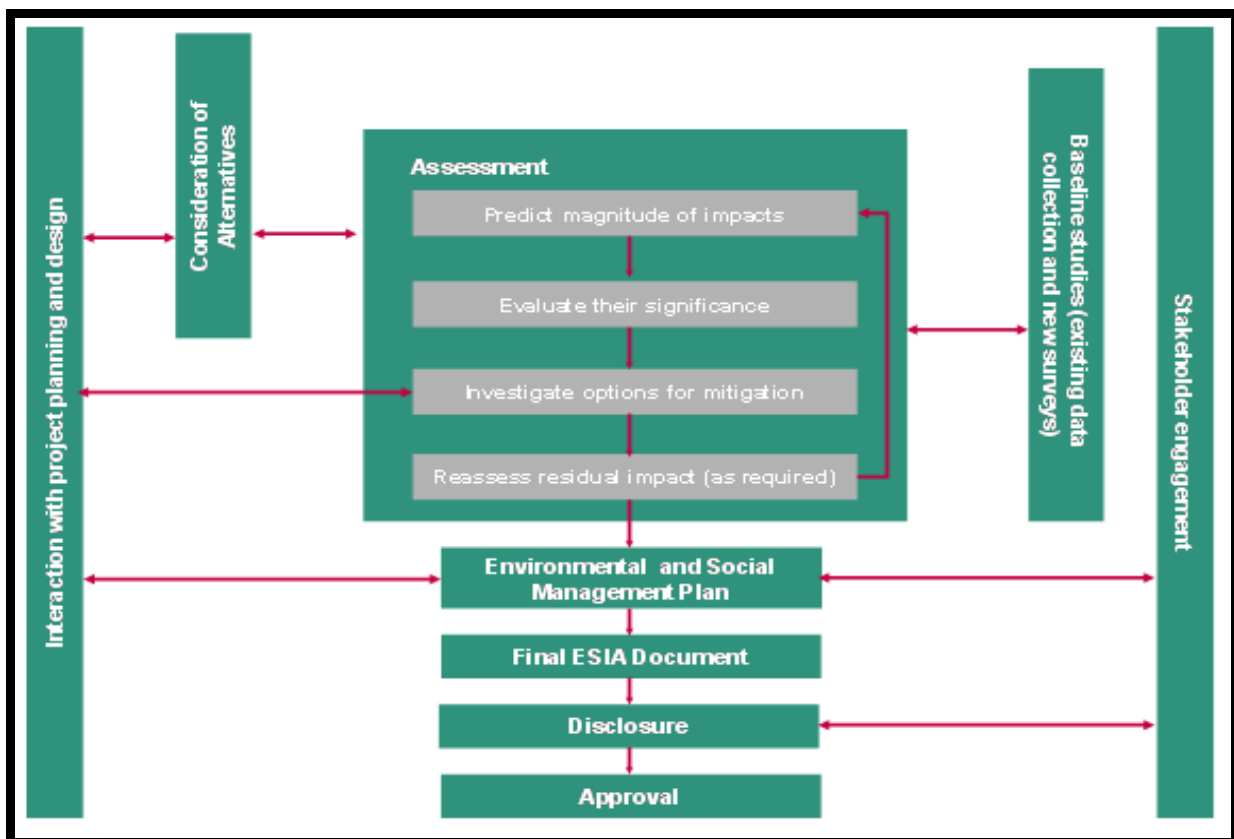 Interaction with project planning and design
Consideration of
Alternatives
Assessment
Predict magnitude of impacts
Evaluate their significance
Investigate options for mitigation
Reassess residual impact (as required)
Environmental and Social
Management Plan
Final ESIA Document
Disclosure
Approval
Baseline studies (existing data
collection and new surveys)
Stakeholder engagement